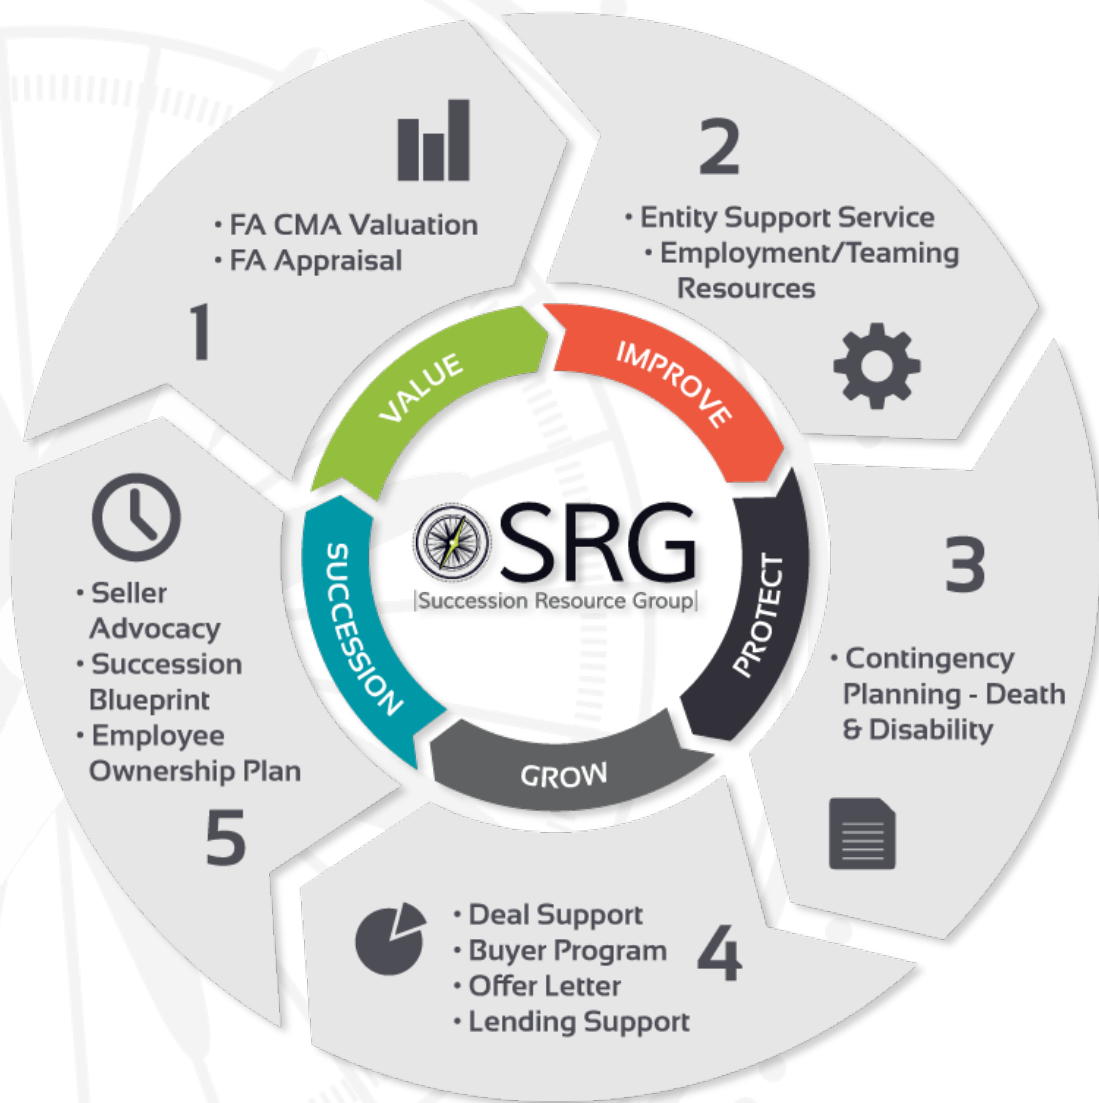 1
• FA CMA Valuation
• FA Appraisal
VALUE
2
• Entity Support Service
• Employment/Teaming
Resources
IMPROVE
3
• Contingency
Planning - Death
& Disability
PROTECT
4
• Deal Support
• Buyer Program
• Offer Letter
• Lending Support
GROW
5
• Seller
Advocacy
• Succession
Blueprint
• Employee
Ownership Plan
SUCCESSION
SRG
|Succession Resource Group|